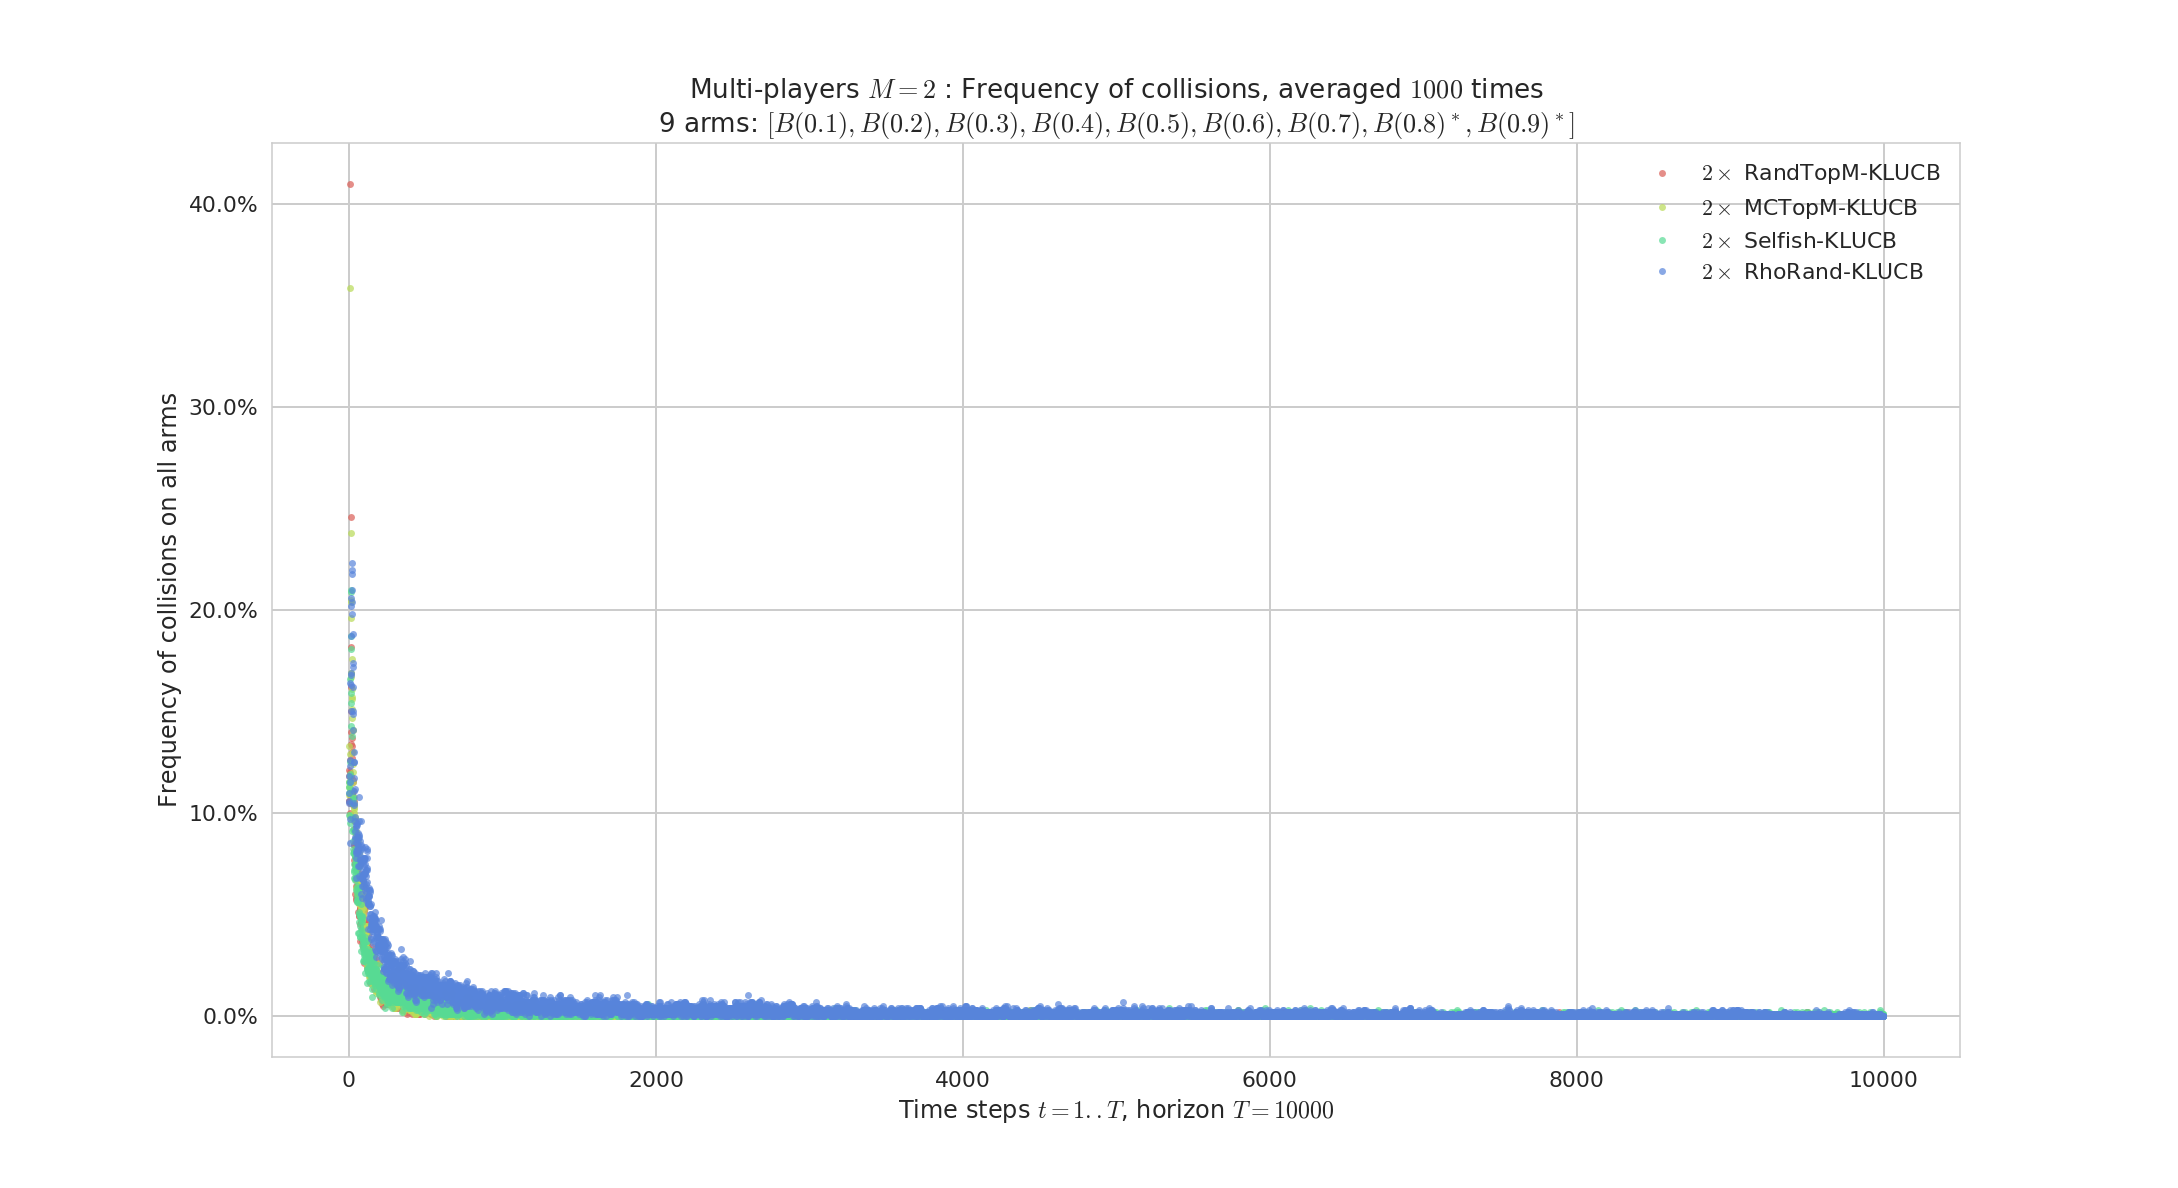 Multi-players M = 2 : Frequency of collisions, averaged 1000 times
9 arms: [B(0.1), B(0.2), B(0.3), B(0.4), B(0.5), B(0.6), B(0.7), B(0.8)*, B(0.9)*]
2× RandTopM-KLUCB
2× MCTopM-KLUCB
2× Selfish-KLUCB
2× RhoRand-KLUCB
Frequency of collisions on all arms
40.0%
30.0%
20.0%
10.0%
0.0%
0 2000 4000 6000 8000 10000
Time steps t = 1..T, horizon T = 10000